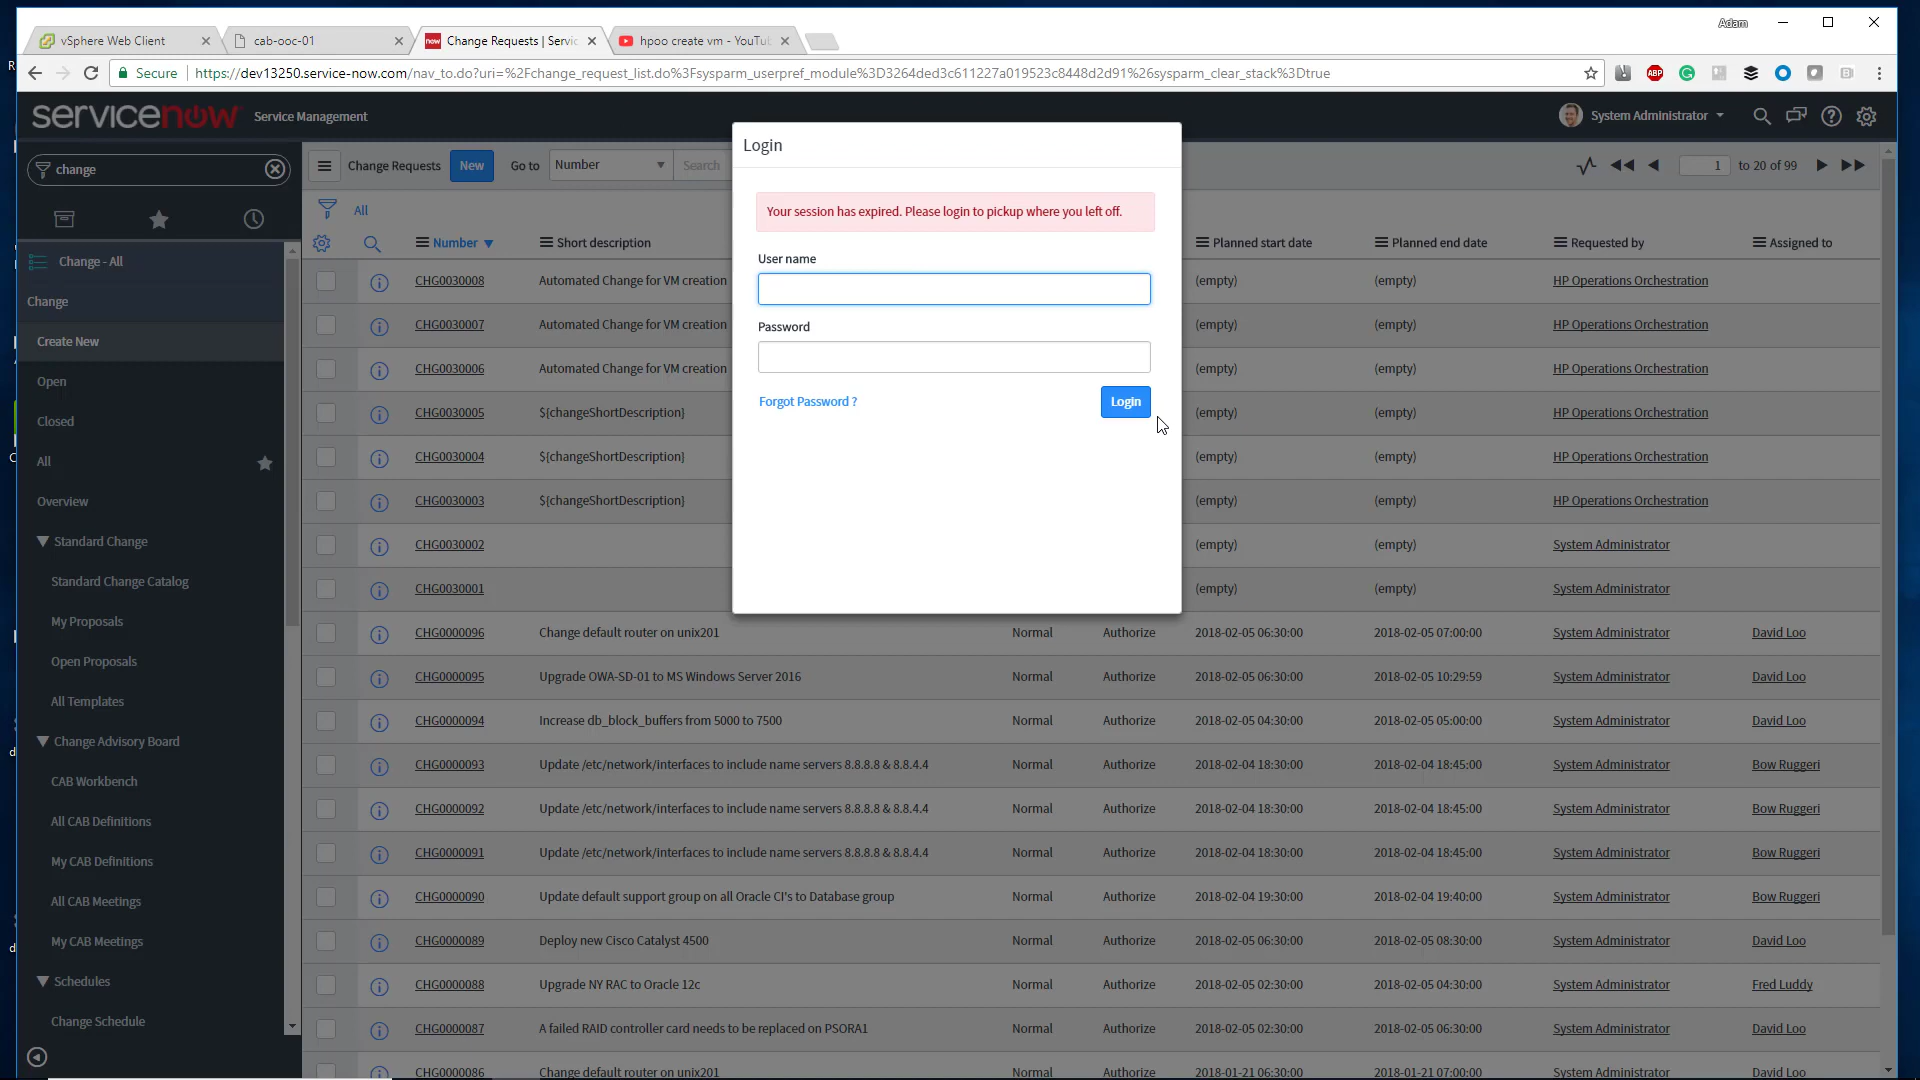 Adam
vSphere Web Client
cab-ooc-01
now Change Requests | Servic
hpoo create vm - YouTu
Secure https://dev13250.service-now.com/nav_to.do?uri=%2Fchange_request_list.do%3Fsysparm_userpref_module%3D3264ded3c611227a019523c8448d2d91%26sysparm_clear_stack%3Dtrue
ABP
servicenow Service Management
System Administrator
change
Change Requests New Go to Number Search
1 to 20 of 99
All
Number Short description Planned start date Planned end date Requested by Assigned to
Login
Your session has expired. Please login to pickup where you left off.
User name
Password
Forgot Password ? Login
Change - All
Change
Create New
Open
Closed
All
Overview
Standard Change
Standard Change Catalog
My Proposals
Open Proposals
All Templates
Change Advisory Board
CAB Workbench
All CAB Definitions
My CAB Definitions
All CAB Meetings
My CAB Meetings
Schedules
Change Schedule
CHG0030008 Automated Change for VM creation (empty) (empty) HP Operations Orchestration
CHG0030007 Automated Change for VM creation (empty) (empty) HP Operations Orchestration
CHG0030006 Automated Change for VM creation (empty) (empty) HP Operations Orchestration
CHG0030005 ${changeShortDescription} (empty) (empty) HP Operations Orchestration
CHG0030004 ${changeShortDescription} (empty) (empty) HP Operations Orchestration
CHG0030003 ${changeShortDescription} (empty) (empty) HP Operations Orchestration
CHG0030002 (empty) (empty) System Administrator
CHG0030001 (empty) (empty) System Administrator
CHG0000096 Change default router on unix201 Normal Authorize 2018-02-05 06:30:00 2018-02-05 07:00:00 System Administrator David Loo
CHG0000095 Upgrade OWA-SD-01 to MS Windows Server 2016 Normal Authorize 2018-02-05 06:30:00 2018-02-05 10:29:59 System Administrator David Loo
CHG0000094 Increase db_block_buffers from 5000 to 7500 Normal Authorize 2018-02-05 04:30:00 2018-02-05 05:00:00 System Administrator David Loo
CHG0000093 Update /etc/network/interfaces to include name servers 8.8.8.8 & 8.8.4.4 Normal Authorize 2018-02-04 18:30:00 2018-02-04 18:45:00 System Administrator Bow Ruggeri
CHG0000092 Update /etc/network/interfaces to include name servers 8.8.8.8 & 8.8.4.4 Normal Authorize 2018-02-04 18:30:00 2018-02-04 18:45:00 System Administrator Bow Ruggeri
CHG0000091 Update /etc/network/interfaces to include name servers 8.8.8.8 & 8.8.4.4 Normal Authorize 2018-02-04 18:30:00 2018-02-04 18:45:00 System Administrator Bow Ruggeri
CHG0000090 Update default support group on all Oracle CI's to Database group Normal Authorize 2018-02-04 19:30:00 2018-02-04 19:40:00 System Administrator Bow Ruggeri
CHG0000089 Deploy new Cisco Catalyst 4500 Normal Authorize 2018-02-05 06:30:00 2018-02-05 08:30:00 System Administrator David Loo
CHG0000088 Upgrade NY RAC to Oracle 12c Normal Authorize 2018-02-05 02:30:00 2018-02-05 04:30:00 System Administrator Fred Luddy
CHG0000087 A failed RAID controller card needs to be replaced on PSORA1 Normal Authorize 2018-02-05 02:30:00 2018-02-05 06:30:00 System Administrator David Loo
CHG0000086 Change default router on unix201 Normal Authorize 2018-01-21 06:30:00 2018-01-21 07:00:00 System Administrator David Loo